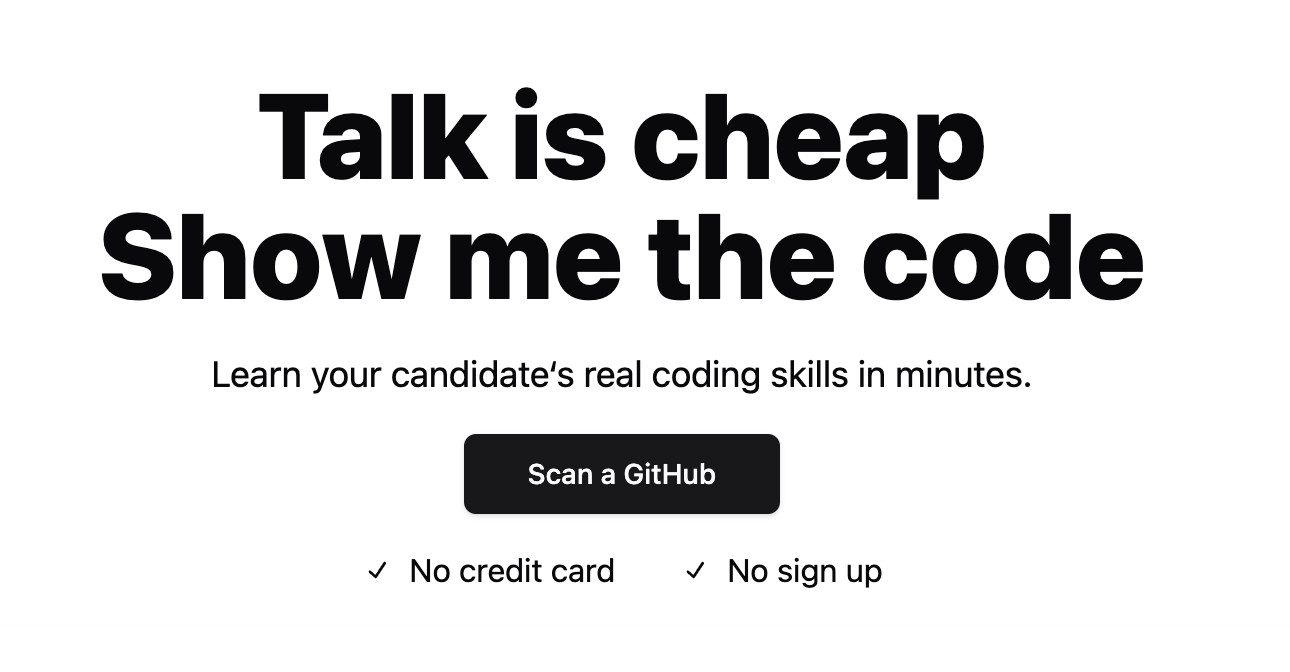 Talk is cheap
Show me the code
Learn your candidate‘s real coding skills in minutes.
Scan a GitHub
✓ No credit card ✓ No sign up